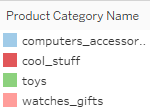 Product Category Name
computers_accessor..
cool_stuff
toys
watches_gifts